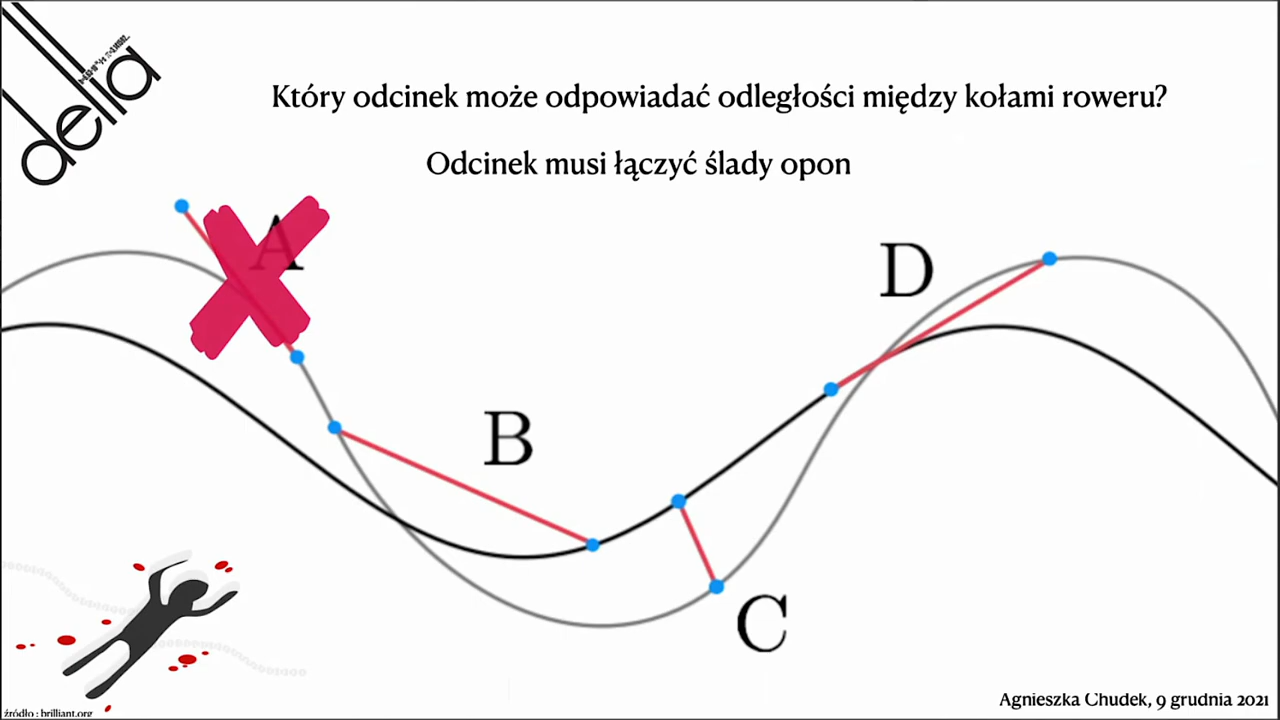 delta
Który odcinek może odpowiadać odległości między kołami roweru?
Odcinek musi łączyć ślady opon
A
D
B
C
źródło : brilliant.org
Agnieszka Chudek, 9 grudnia 2021